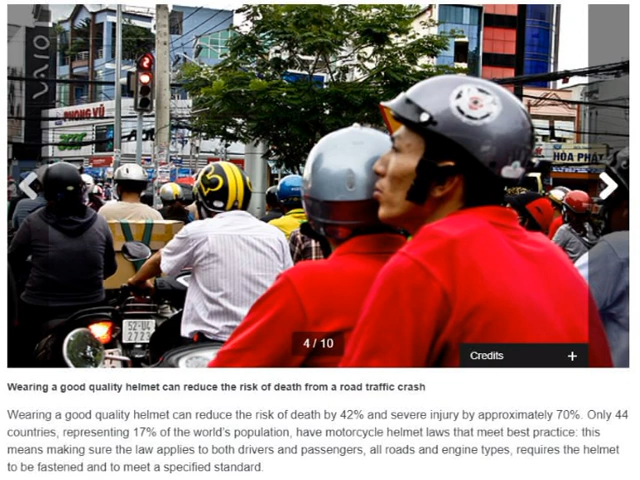 VAIO
2
PHONG VŨ
HÒA PHÁT
52-U4
2723
4 / 10
Credits +
Wearing a good quality helmet can reduce the risk of death from a road traffic crash
Wearing a good quality helmet can reduce the risk of death by 42% and severe injury by approximately 70%. Only 44
countries, representing 17% of the world's population, have motorcycle helmet laws that meet best practice: this
means making sure the law applies to both drivers and passengers, all roads and engine types, requires the helmet
to be fastened and to meet a specified standard.